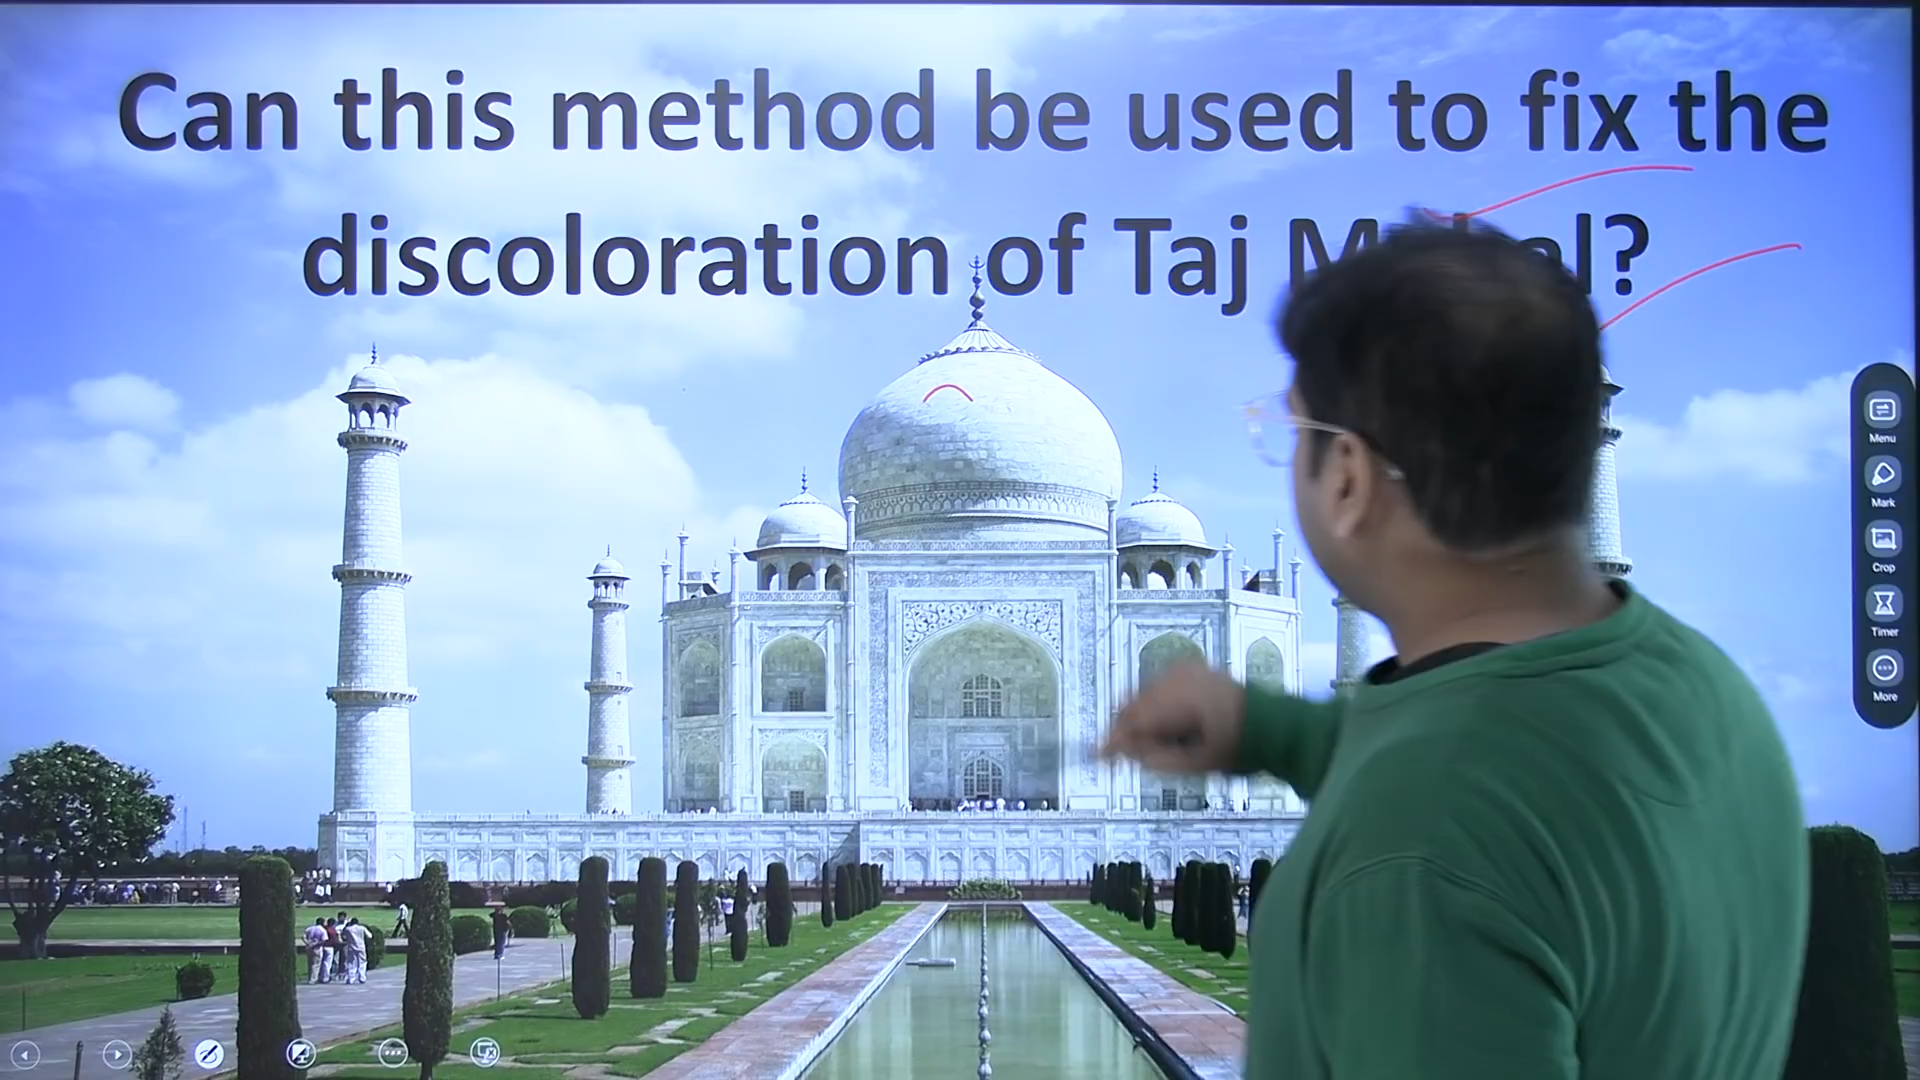 Can this method be used to fix the
discoloration of Taj
Menu
Mark
Crop
Timer
More